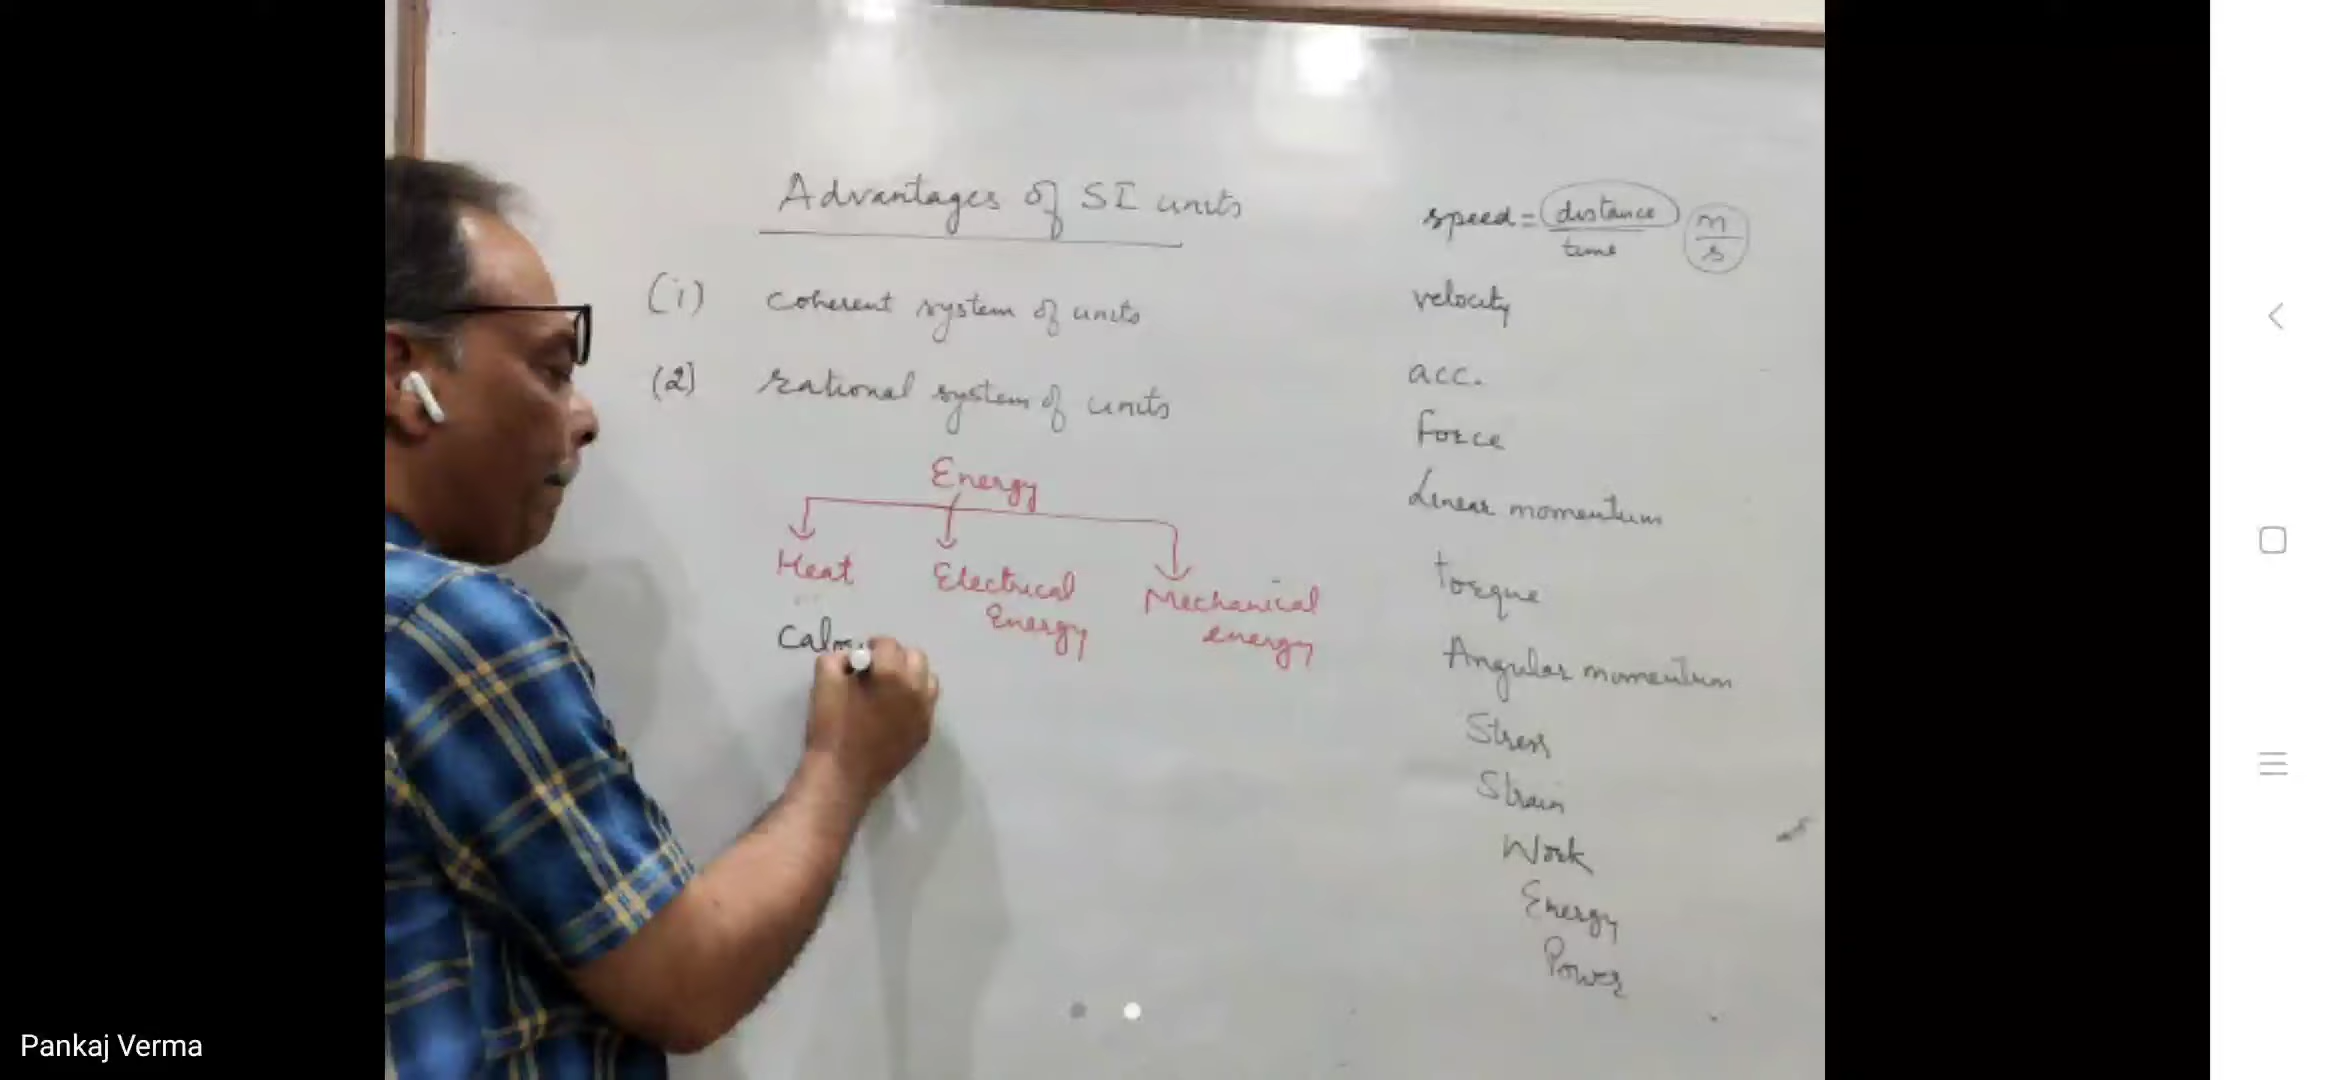 Advantages of SI units
(i) coherent system of units
(2) rational system of units
Energy
Heat Electrical Energy Mechanical energy
speed = distance / time m / s
velocity
acc.
force
Linear momentum
torque
Angular momentum
Stress
Strain
Work
Energy
Power
Pankaj Verma